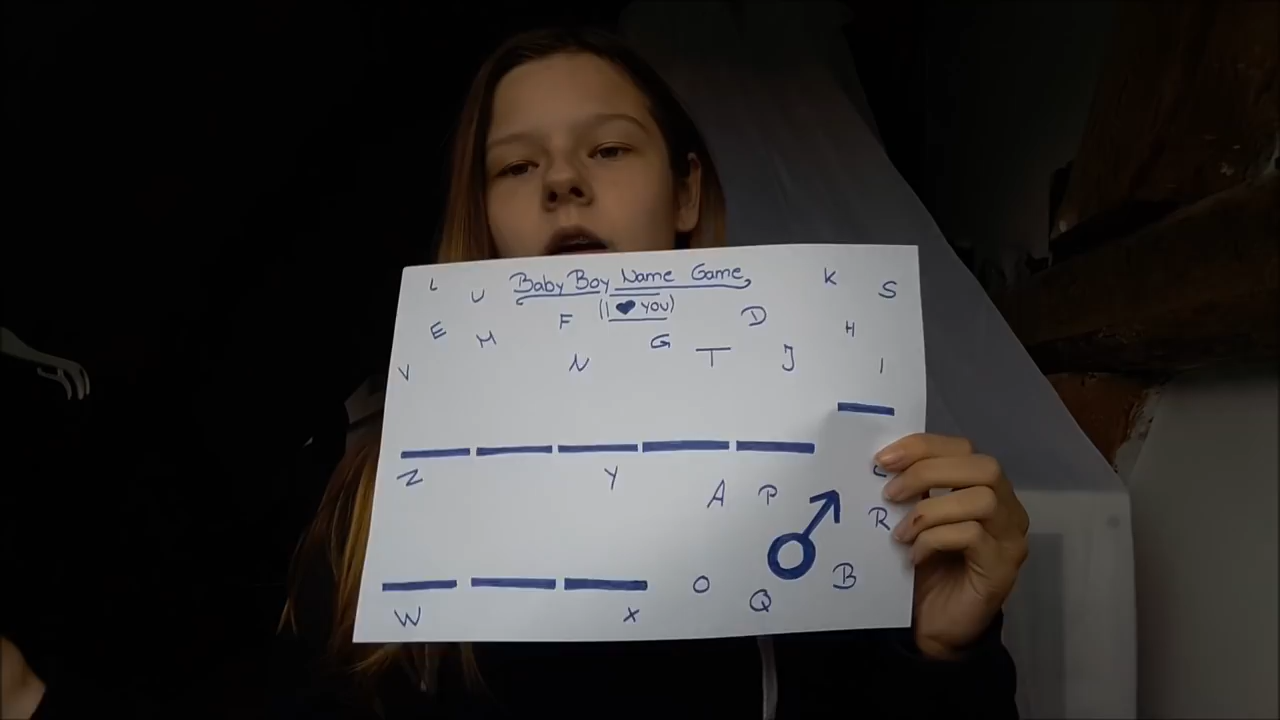 L U Baby Boy Name Game K S
(I ♥ YOU)
E M F G D H
V N T J I
Z Y A P
R
W X O Q B